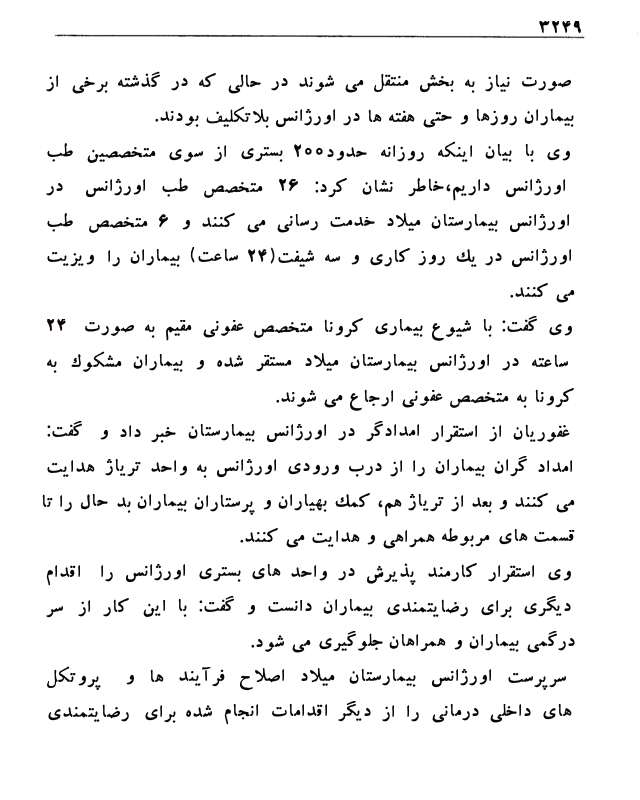 ۳۲۴۹
صورت نیاز به بخش منتقل می شوند در حالی که در گذشته برخی از
بیماران روزها و حتی هفته ها در اورژانس بلاتکلیف بودند.
وی با بیان اینکه روزانه حدود۲۰۰ بستری از سوی متخصصین طب
اورژانس داریم،خاطر نشان کرد: ۲۶ متخصص طب اورژانس در
اورژانس بیمارستان میلاد خدمت رسانی می کنند و ۶ متخصص طب
اورژانس در یك روز کاری و سه شیفت(۲۴ ساعت) بیماران را ویزیت
می کنند.
وی گفت: با شیوع بیماری کرونا متخصص عفونی مقیم به صورت ۲۴
ساعته در اورژانس بیمارستان میلاد مستقر شده و بیماران مشکوك به
کرونا به متخصص عفونی ارجاع می شوند.
غفوریان از استقرار امدادگر در اورژانس بیمارستان خبر داد و گفت:
امداد گران بیماران را از درب ورودی اورژانس به واحد تریاژ هدایت
می کنند و بعد از تریاژ هم، کمك بهیاران و پرستاران بیماران بد حال را تا
قسمت های مربوطه همراهی و هدایت می کنند.
وی استقرار کارمند پذیرش در واحد های بستری اورژانس را اقدام
دیگری برای رضایتمندی بیماران دانست و گفت: با این کار از سر
درگمی بیماران و همراهان جلوگیری می شود.
سرپرست اورژانس بیمارستان میلاد اصلاح فرآیند ها و پروتکل
های داخلی درمانی را از دیگر اقدامات انجام شده برای رضایتمندی